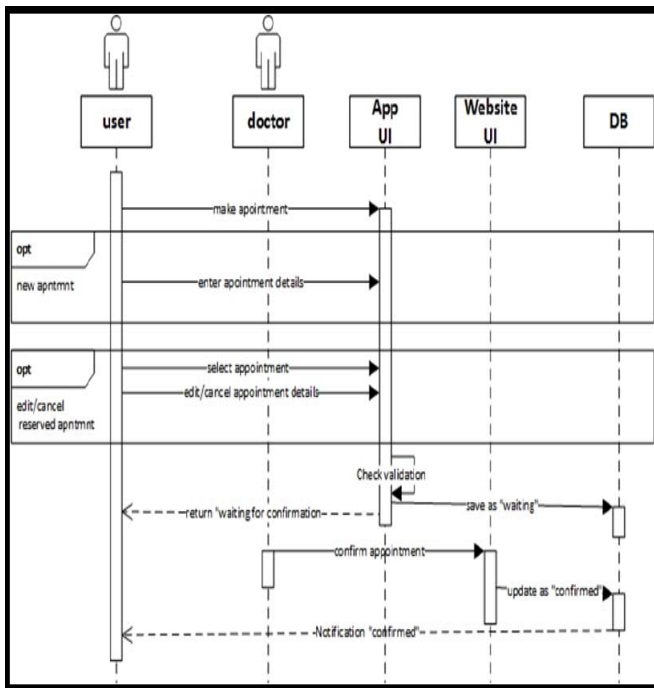 user
doctor
App
UI
Website
UI
DB
make apointment
opt
new apntmnt
enter apointment details
opt
select appointment
edit/cancel appointment details
edit/cancel
reserved apntmnt
Check validation
save as "waiting"
return "waiting for confirmation
confirm appointment
update as "confirmed"
Notification "confirmed"